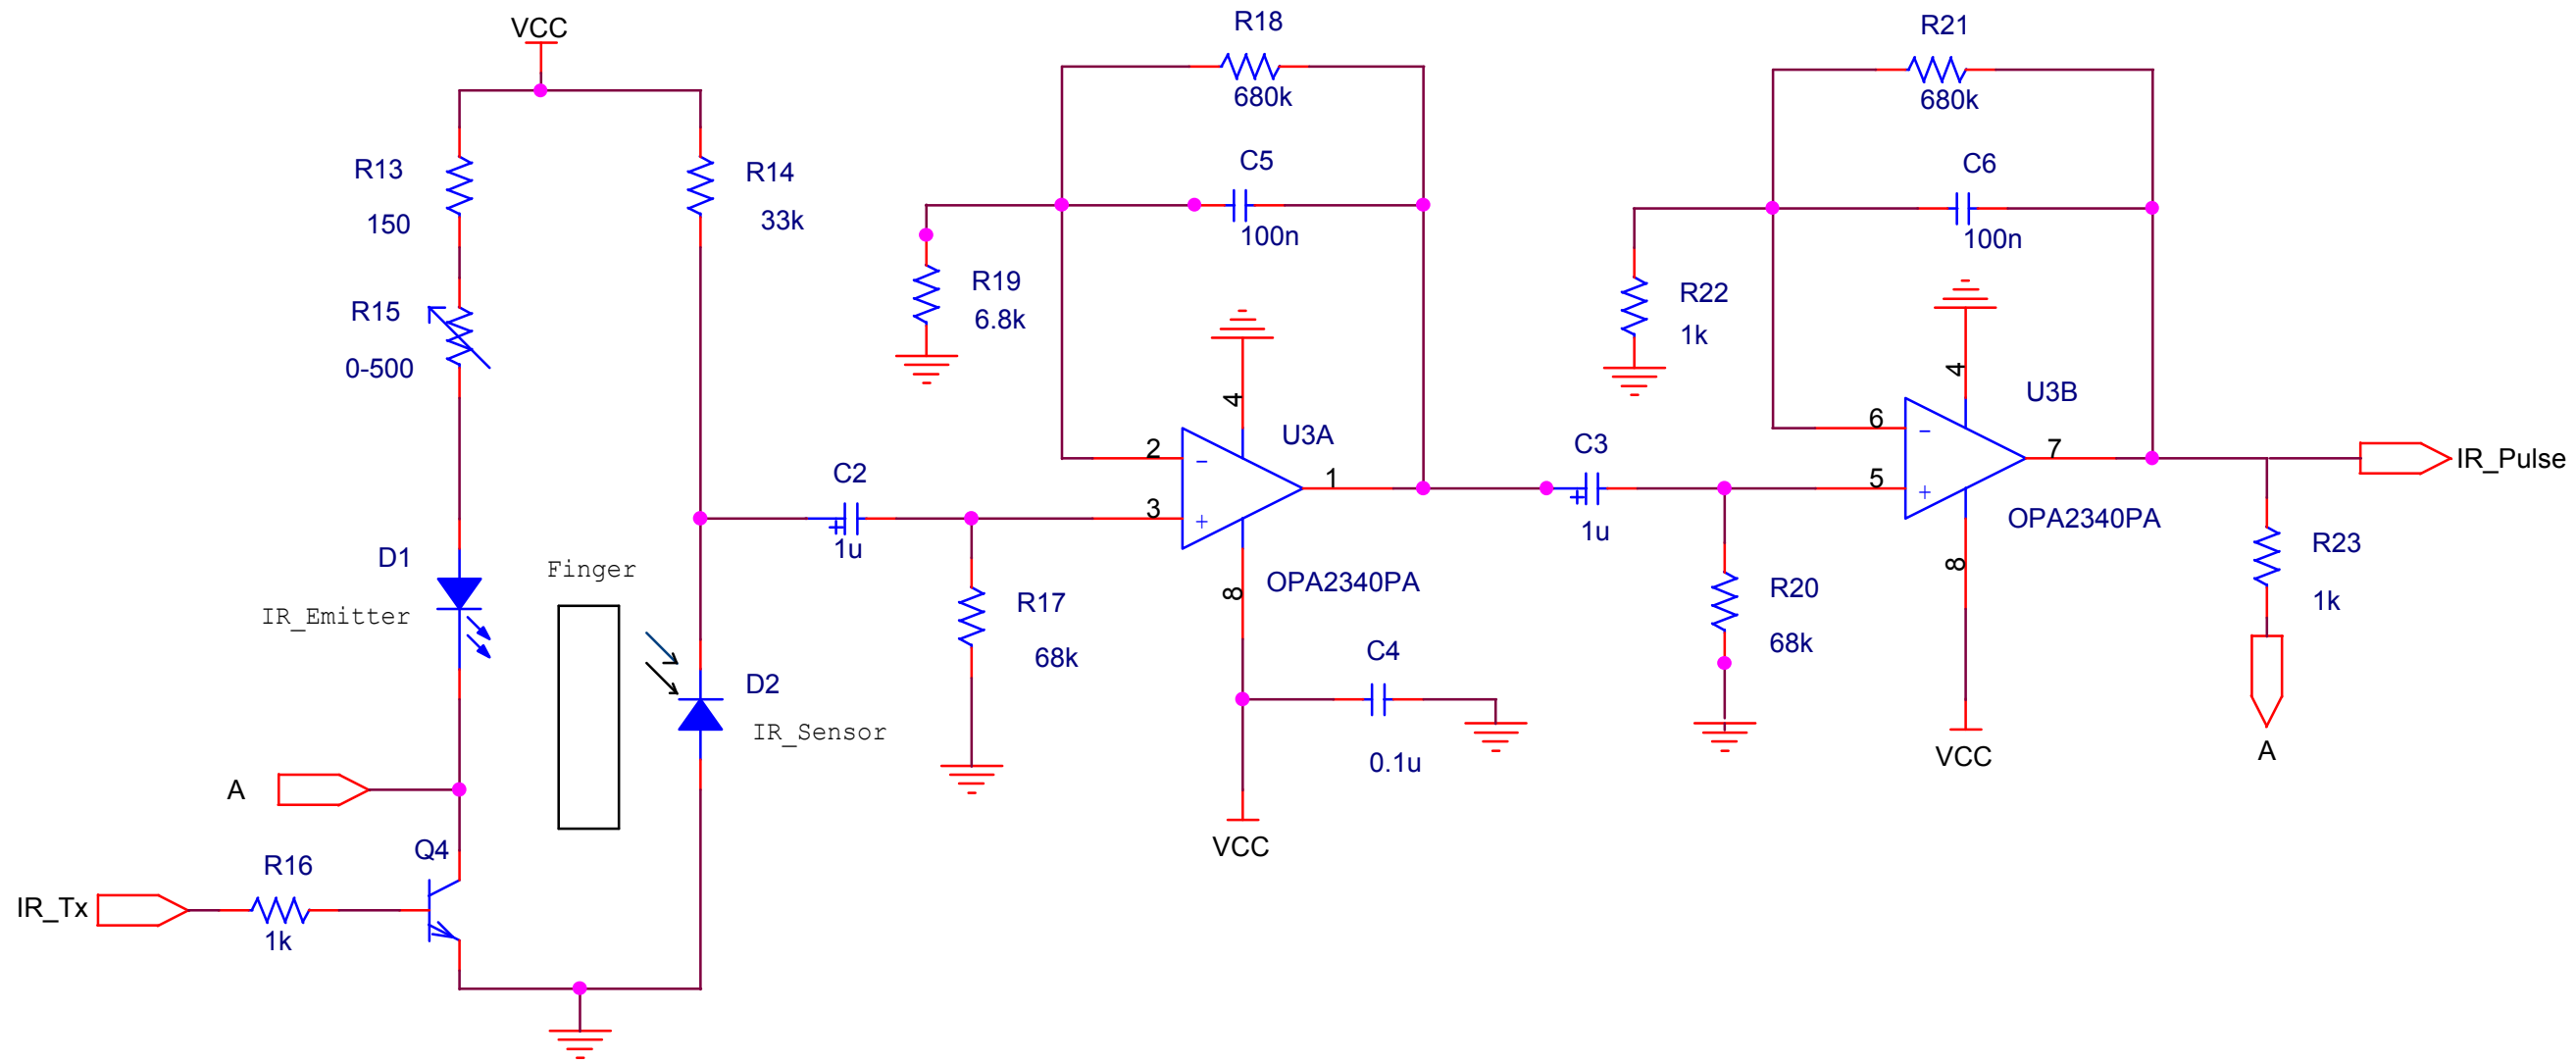 VCC
R13
150
R14
33k
R15
0-500
D1
IR_Emitter
Finger
D2
IR_Sensor
A
Q4
R16
1k
IR_Tx
C2
1u
R17
68k
R18
680k
C5
100n
R19
6.8k
4
2
-
3
+
1
8
U3A
OPA2340PA
C4
0.1u
VCC
C3
1u
R20
68k
R21
680k
C6
100n
R22
1k
4
6
-
5
+
7
8
U3B
OPA2340PA
VCC
IR_Pulse
R23
1k
A